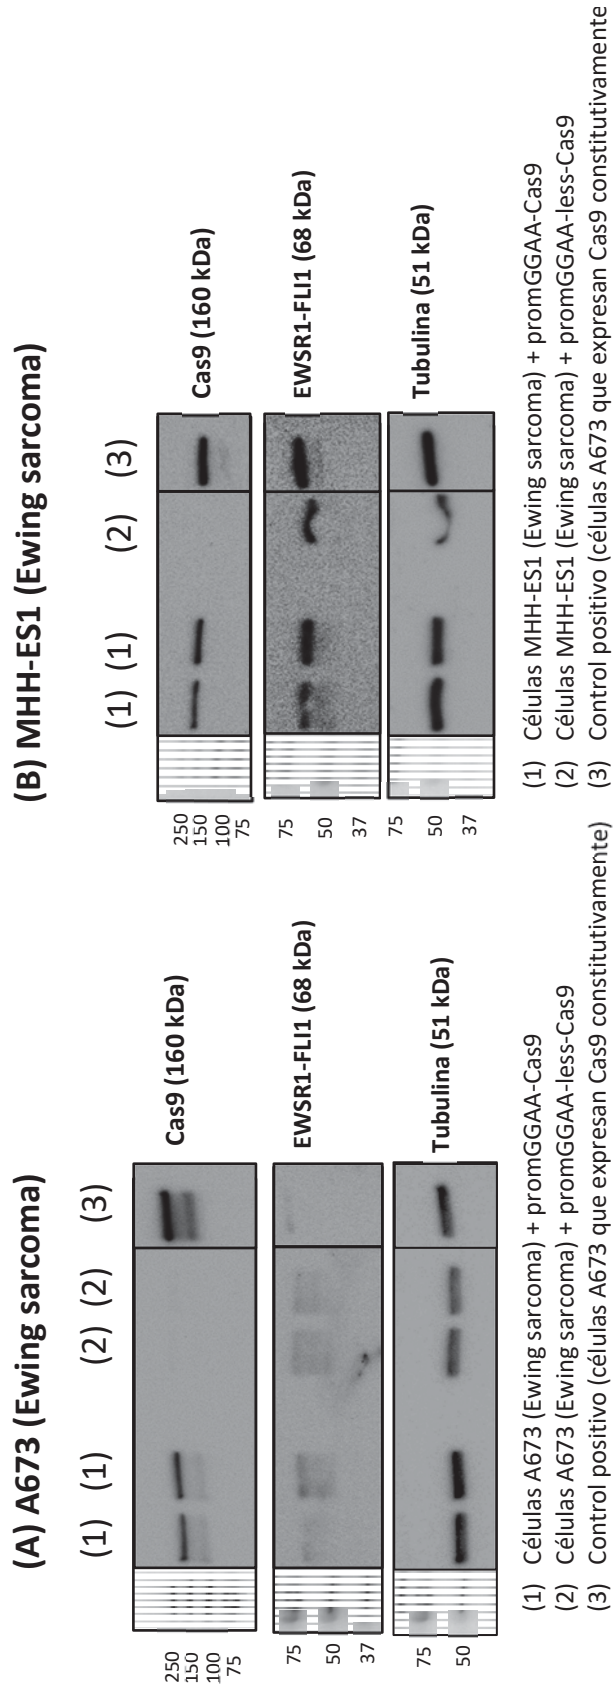 (A) A673 (Ewing sarcoma)
(1) (1) (2) (2) (3)
250
150
100
75
Cas9 (160 kDa)
75
50
37
EWSR1-FLI1 (68 kDa)
75
50
Tubulina (51 kDa)
(1) Células A673 (Ewing sarcoma) + promGGAA-Cas9
(2) Células A673 (Ewing sarcoma) + promGGAA-less-Cas9
(3) Control positivo (células A673 que expresan Cas9 constitutivamente)
(B) MHH-ES1 (Ewing sarcoma)
(1) (1) (2) (3)
250
150
100
75
Cas9 (160 kDa)
75
50
37
EWSR1-FLI1 (68 kDa)
75
50
37
Tubulina (51 kDa)
(1) Células MHH-ES1 (Ewing sarcoma) + promGGAA-Cas9
(2) Células MHH-ES1 (Ewing sarcoma) + promGGAA-less-Cas9
(3) Control positivo (células A673 que expresan Cas9 constitutivamente